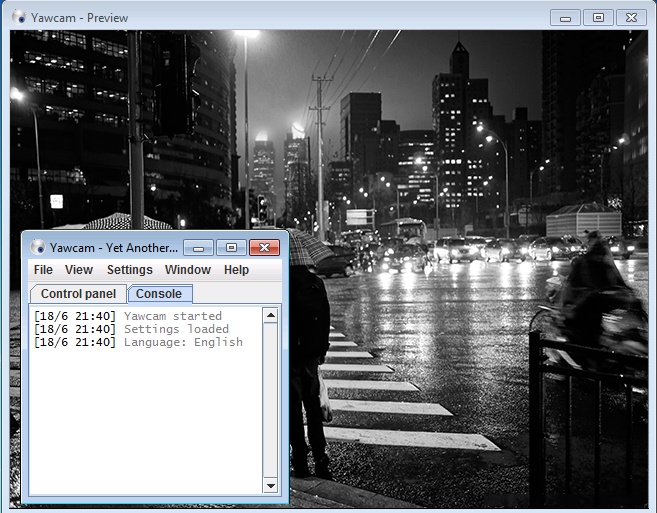 Yawcam - Preview
Yawcam - Yet Another...
File View Settings Window Help
Control panel Console
[18/6 21:40] Yawcam started
[18/6 21:40] Settings loaded
[18/6 21:40] Language: English